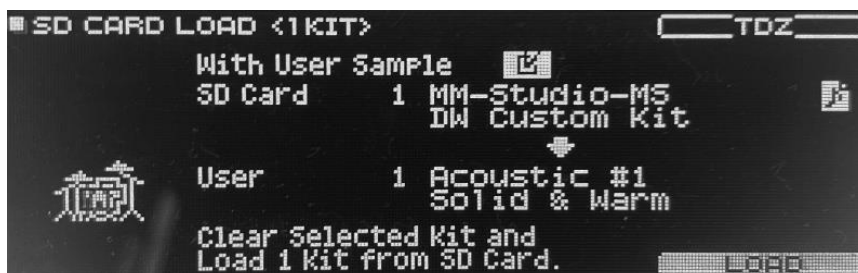 SD CARD LOAD <1KIT>
TDZ
With User Sample
SD Card 1 MM-Studio-MS
DW Custom Kit
User 1 Acoustic #1
Solid & Warm
Clear Selected Kit and
Load 1 Kit from SD Card.
LOAD